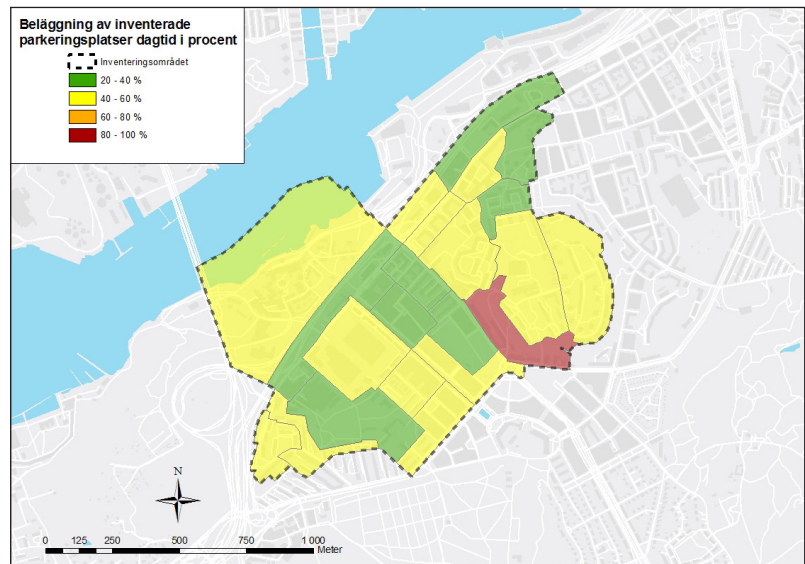 Beläggning av inventerade
parkeringsplatser dagtid i procent
Inventeringsområdet
20 - 40 %
40 - 60 %
60 - 80 %
80 - 100 %
N
0 125 250 500 750 1 000
Meter